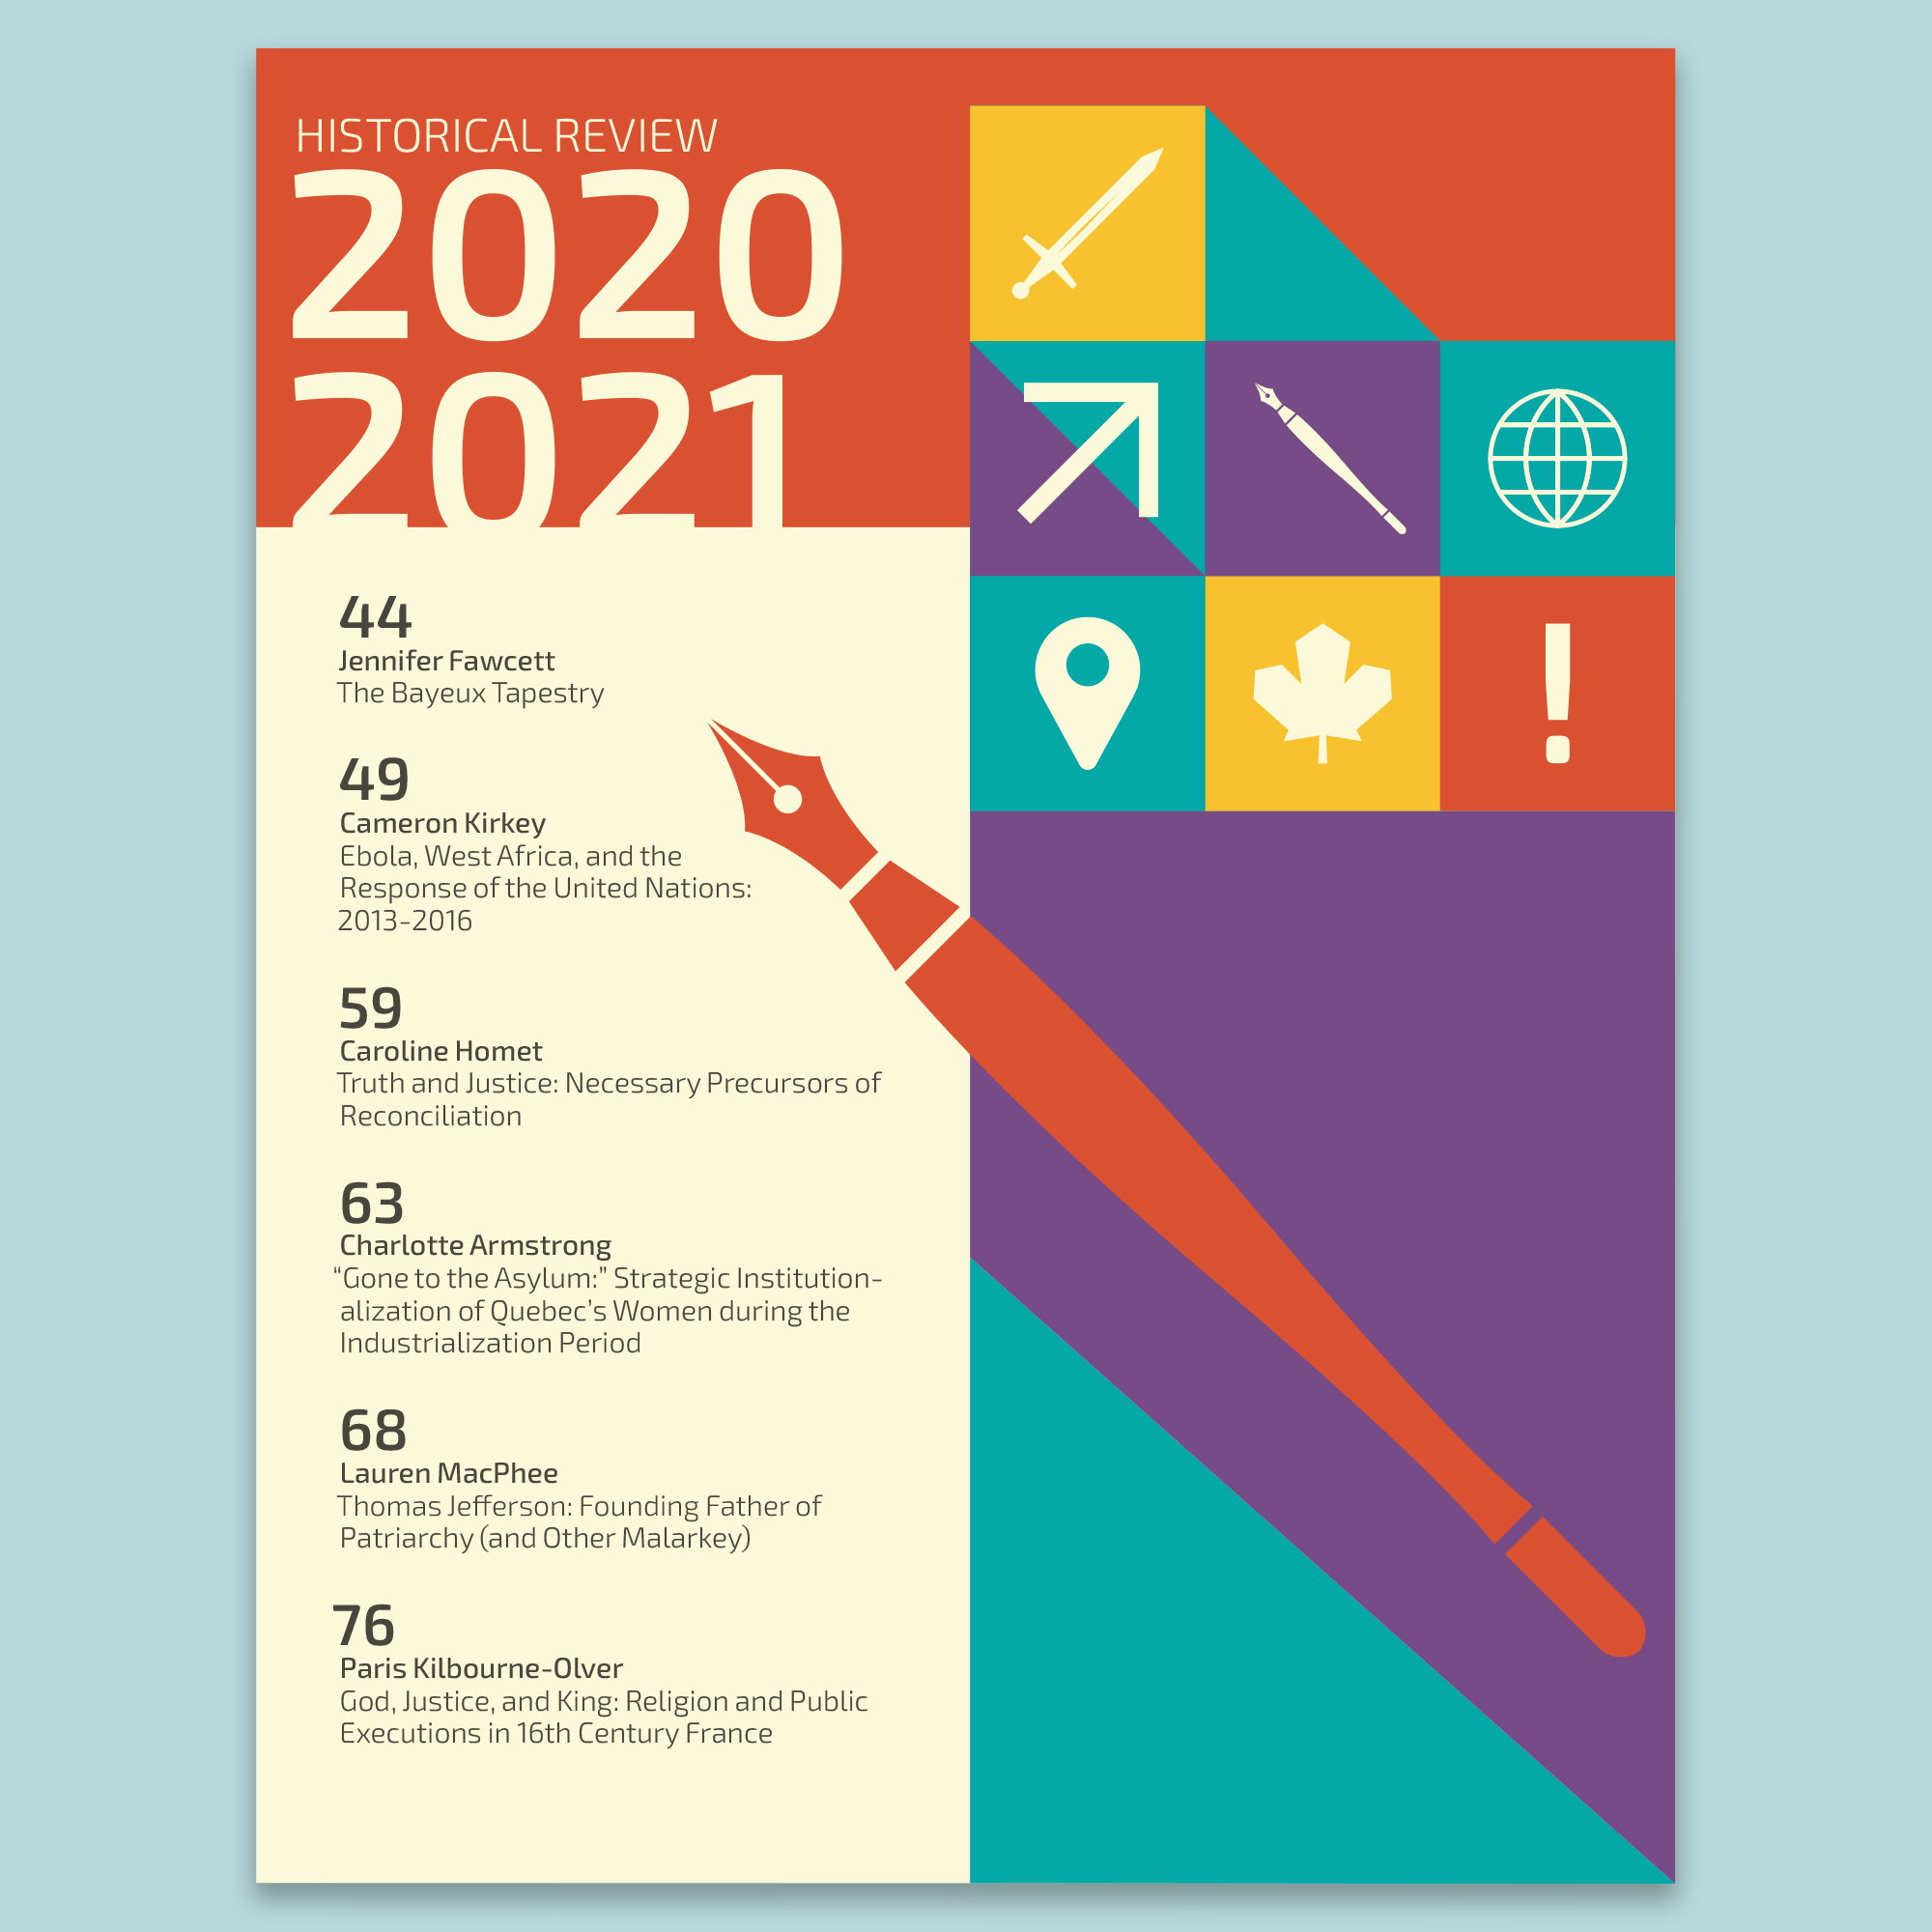 HISTORICAL REVIEW
2020
2021
44
Jennifer Fawcett
The Bayeux Tapestry
49
Cameron Kirkey
Ebola, West Africa, and the
Response of the United Nations:
2013-2016
59
Caroline Homet
Truth and Justice: Necessary Precursors of
Reconciliation
63
Charlotte Armstrong
“Gone to the Asylum:” Strategic Institution-
alization of Quebec’s Women during the
Industrialization Period
68
Lauren MacPhee
Thomas Jefferson: Founding Father of
Patriarchy (and Other Malarkey)
76
Paris Kilbourne-Olver
God, Justice, and King: Religion and Public
Executions in 16th Century France
!